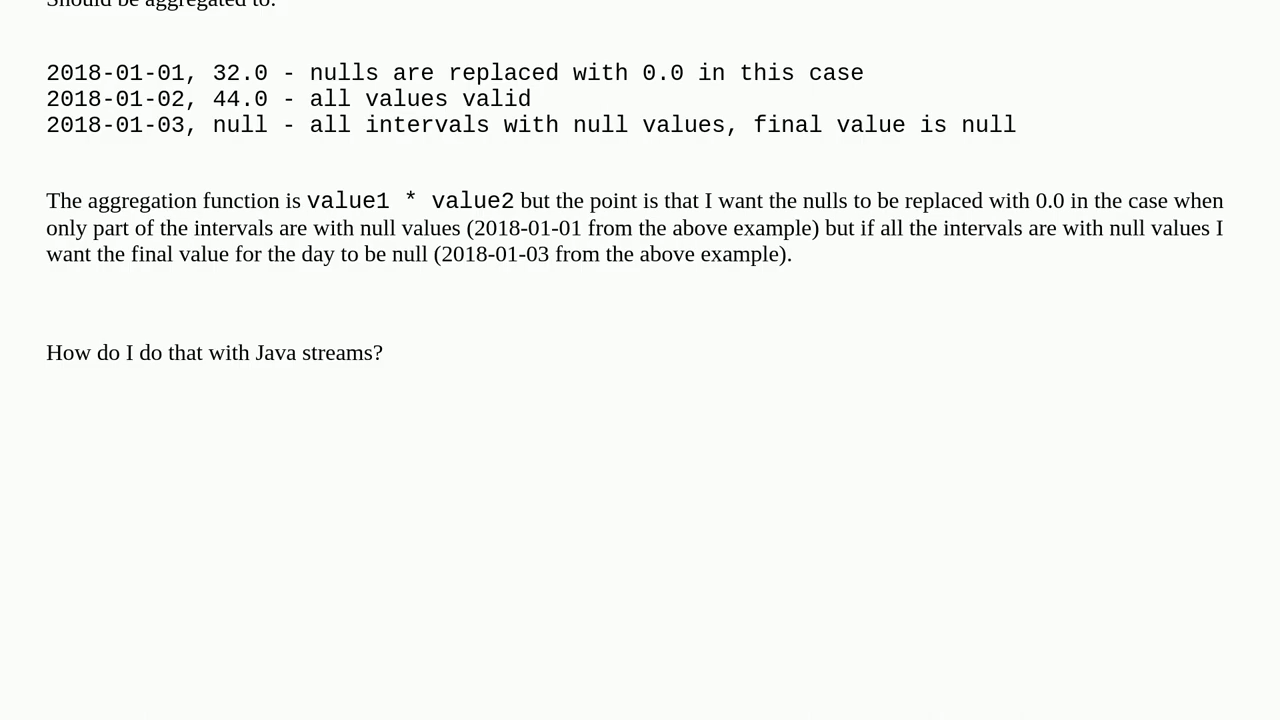 Should be aggregated to:
2018-01-01, 32.0 - nulls are replaced with 0.0 in this case
2018-01-02, 44.0 - all values valid
2018-01-03, null - all intervals with null values, final value is null
The aggregation function is value1 * value2 but the point is that I want the nulls to be replaced with 0.0 in the case when
only part of the intervals are with null values (2018-01-01 from the above example) but if all the intervals are with null values I
want the final value for the day to be null (2018-01-03 from the above example).
How do I do that with Java streams?